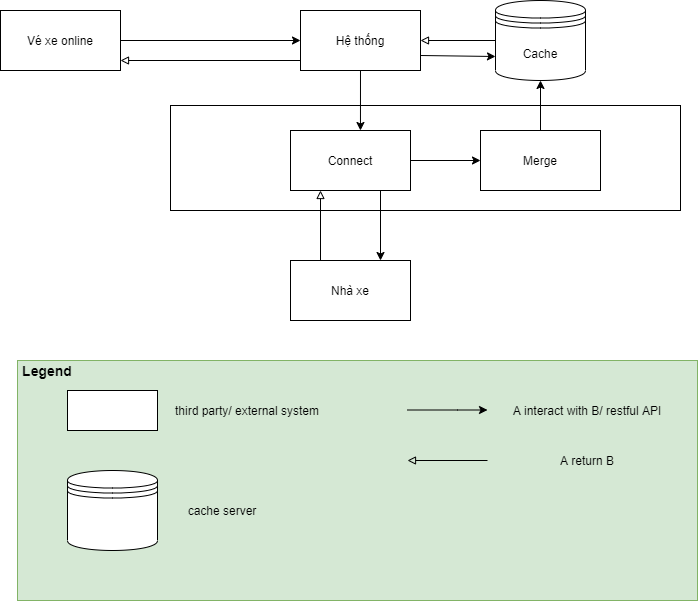 Vé xe online
Hệ thống
Cache
Connect
Merge
Nhà xe
Legend
third party/ external system
A interact with B/ restful API
A return B
cache server